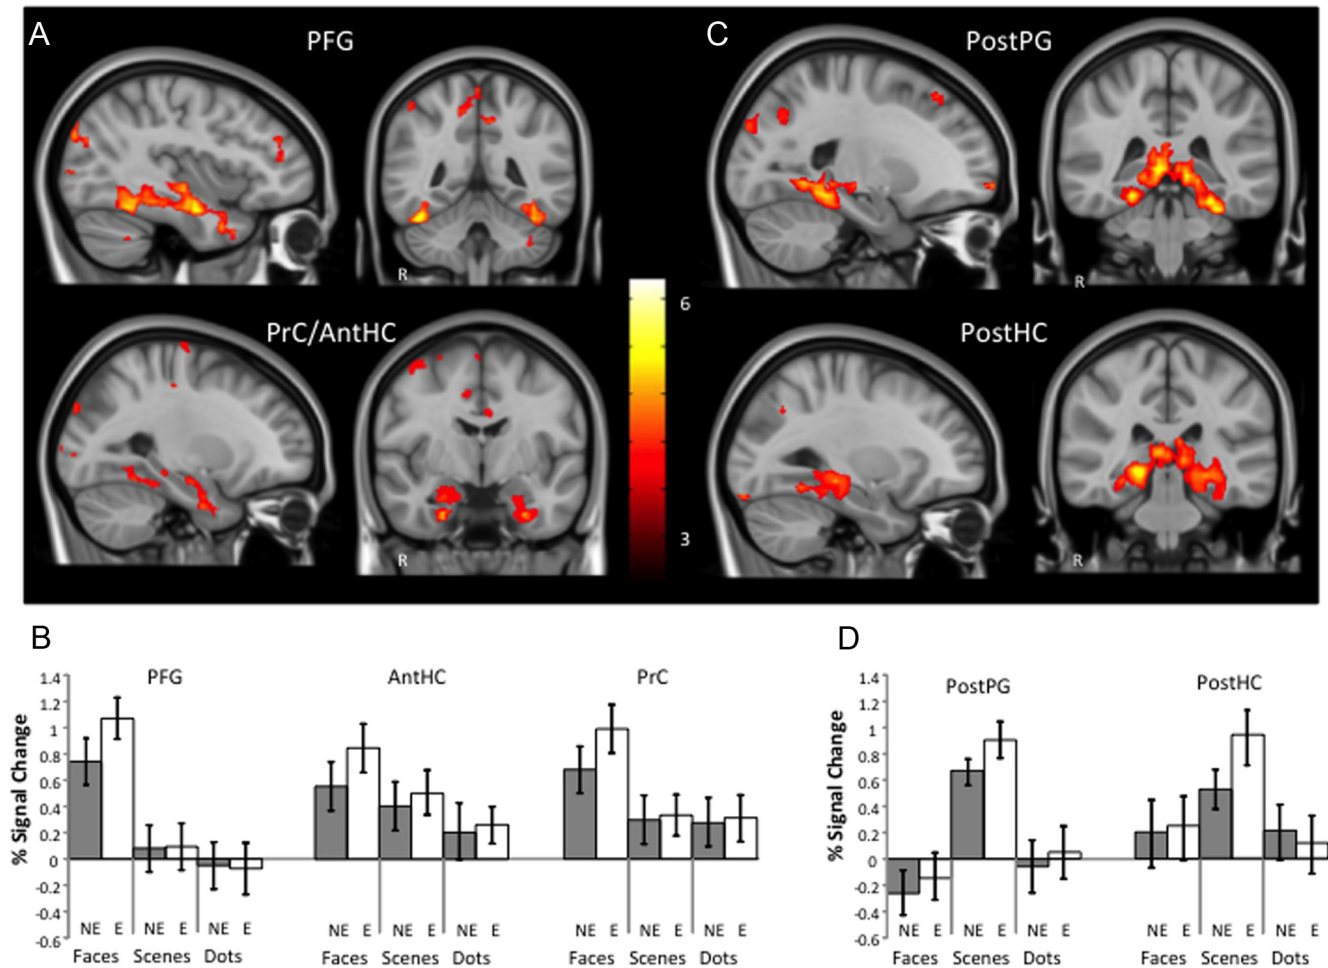 A
PFG
R
PrC/AntHC
R
6
3
C
PostPG
R
PostHC
R
B
PFG
AntHC
PrC
% Signal Change
1.4
1.2
1
0.8
0.6
0.4
0.2
0
-0.2
-0.4
-0.6
NE E NE E NE E
Faces Scenes Dots
NE E NE E NE E
Faces Scenes Dots
NE E NE E NE E
Faces Scenes Dots
D
PostPG
PostHC
% Signal Change
1.4
1.2
1
0.8
0.6
0.4
0.2
0
-0.2
-0.4
-0.6
NE E NE E NE E
Faces Scenes Dots
NE E NE E NE E
Faces Scenes Dots